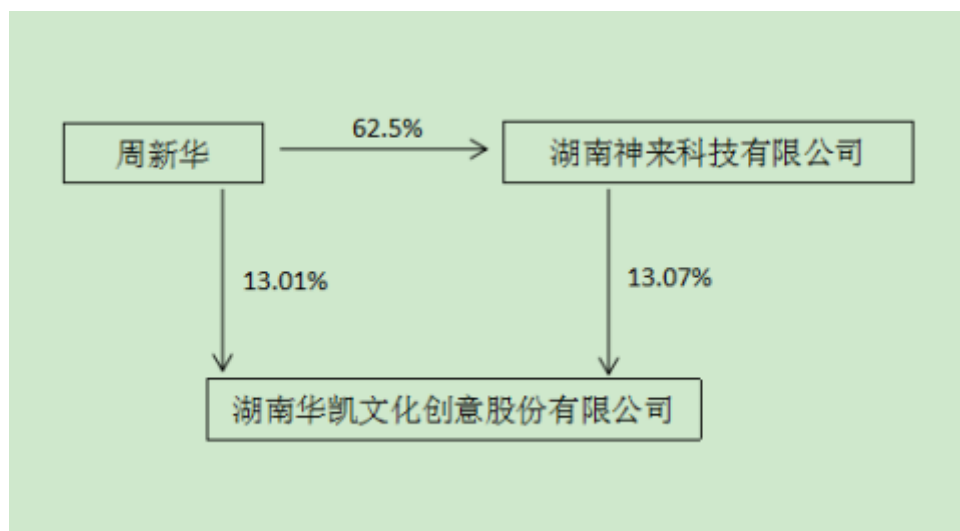 62.5%
周新华
湖南神来科技有限公司
13.01%
13.07%
湖南华凯文化创意股份有限公司